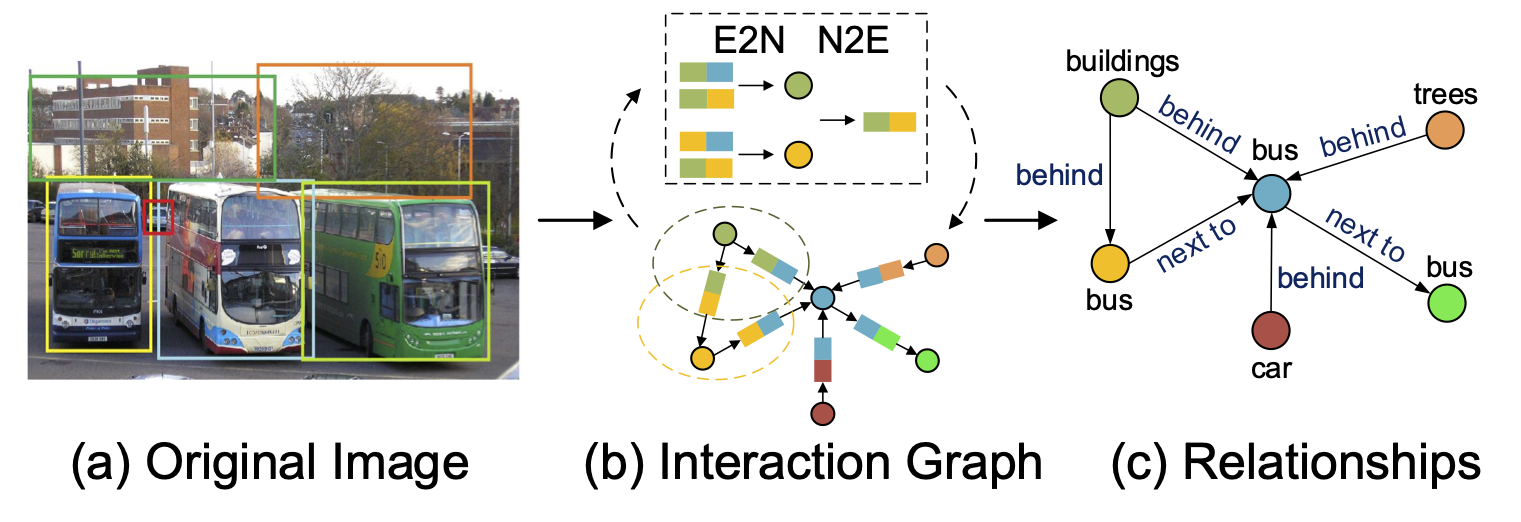 E2N N2E
buildings
trees
behind
behind
bus
behind
next to
next to
bus
behind
bus
car
510
(a) Original Image
(b) Interaction Graph
(c) Relationships